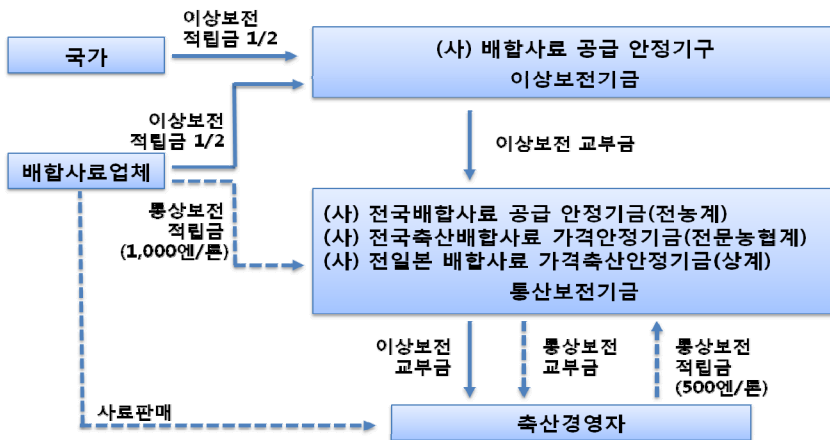 이상보전
적립금 1/2
국가
(사) 배합사료 공급 안정기구
이상보전기금
이상보전
적립금 1/2
이상보전 교부금
배합사료업체
통상보전
적립금
(1,000엔/톤)
(사) 전국배합사료 공급 안정기금(전농계)
(사) 전국축산배합사료 가격안정기금(전문농협계)
(사) 전일본 배합사료 가격축산안정기금(상계)
통산보전기금
이상보전
교부금
통상보전
교부금
통상보전
적립금
(500엔/톤)
사료판매
축산경영자